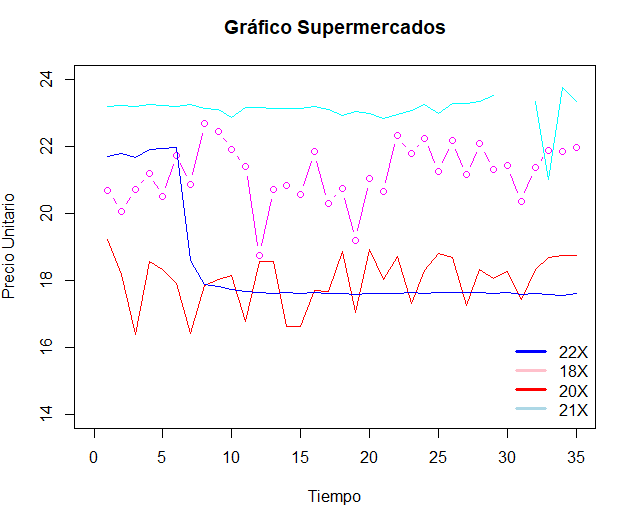 Gráfico Supermercados
Precio Unitario
24
22
20
18
16
14
22X
18X
20X
21X
0 5 10 15 20 25 30 35
Tiempo